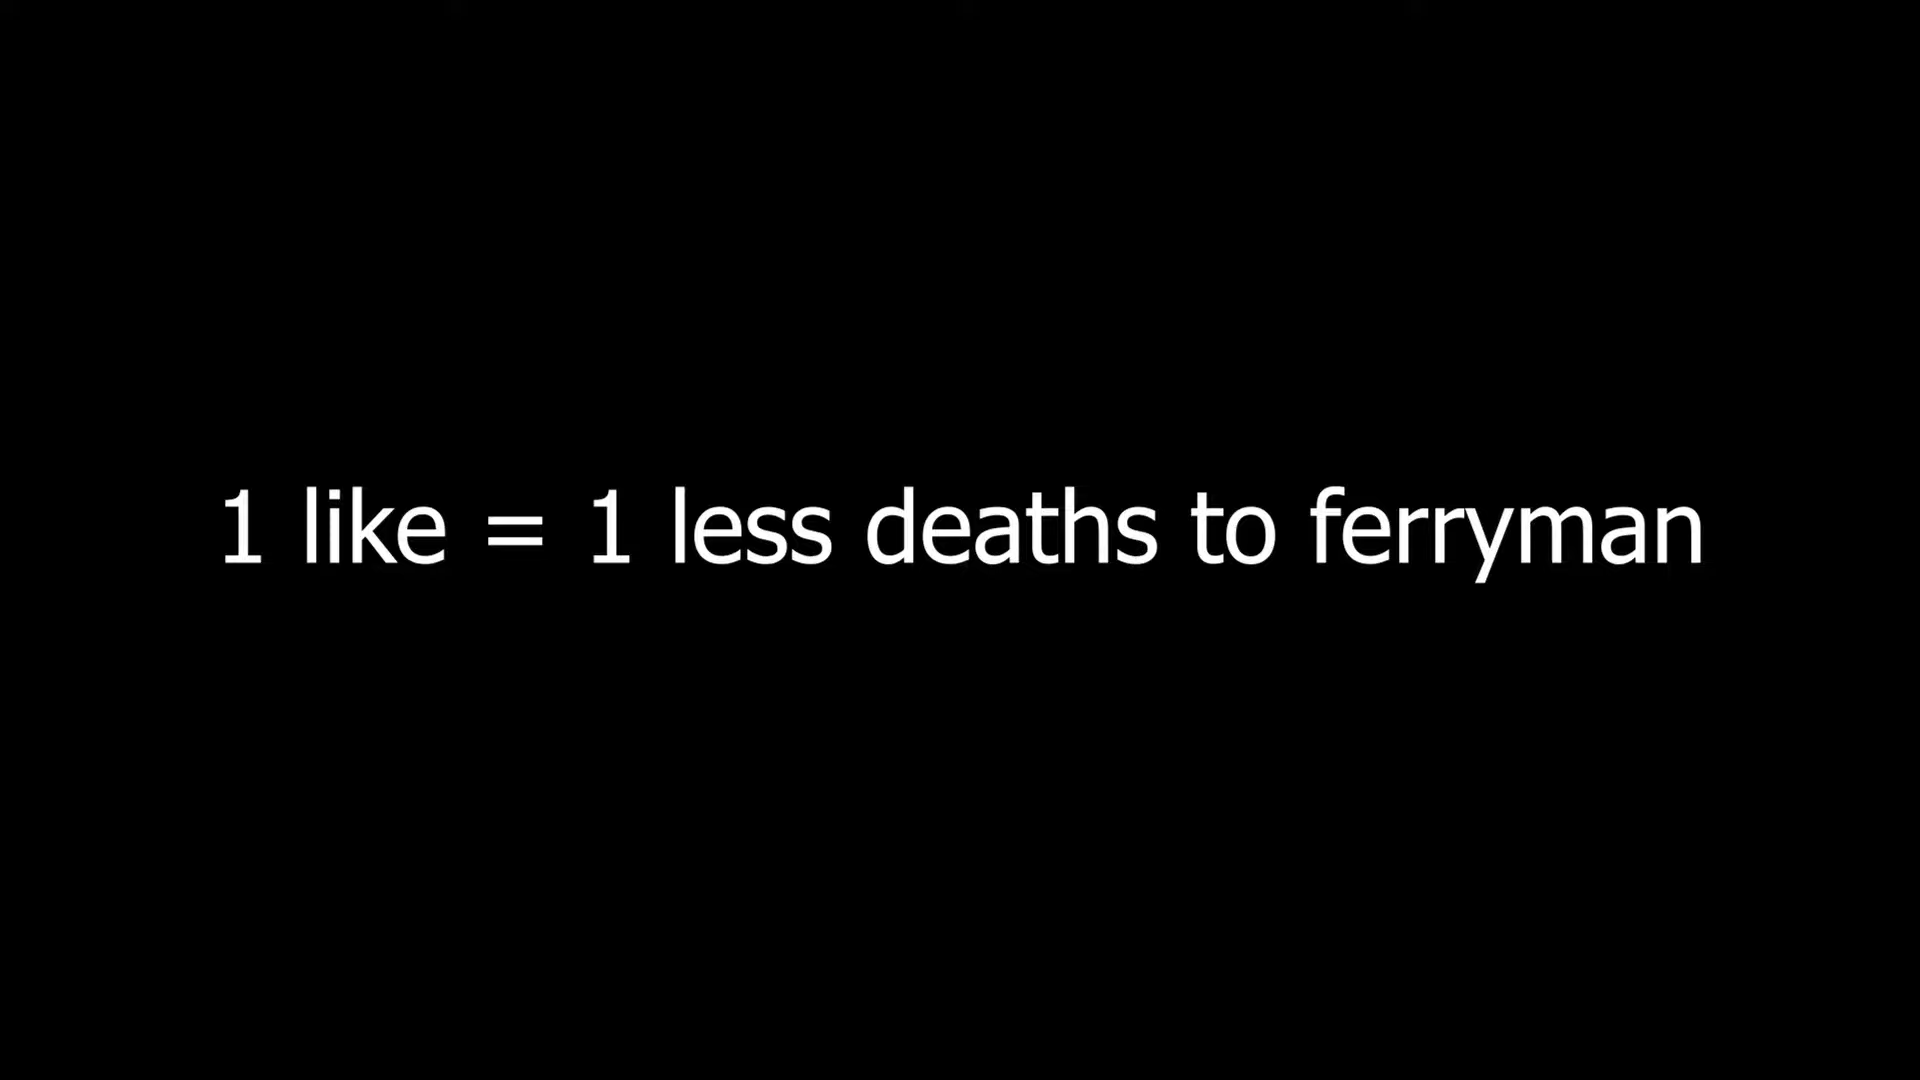 1 like = 1 less deaths to ferryman